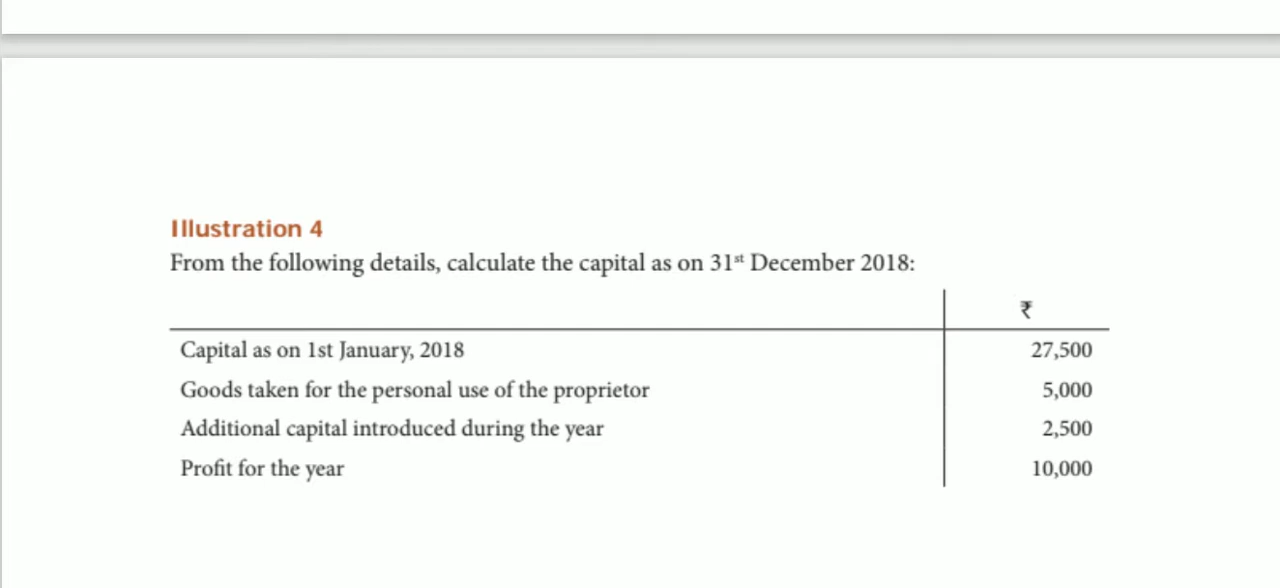 Illustration 4
From the following details, calculate the capital as on 31st December 2018:
₹
Capital as on 1st January, 2018 27,500
Goods taken for the personal use of the proprietor 5,000
Additional capital introduced during the year 2,500
Profit for the year 10,000